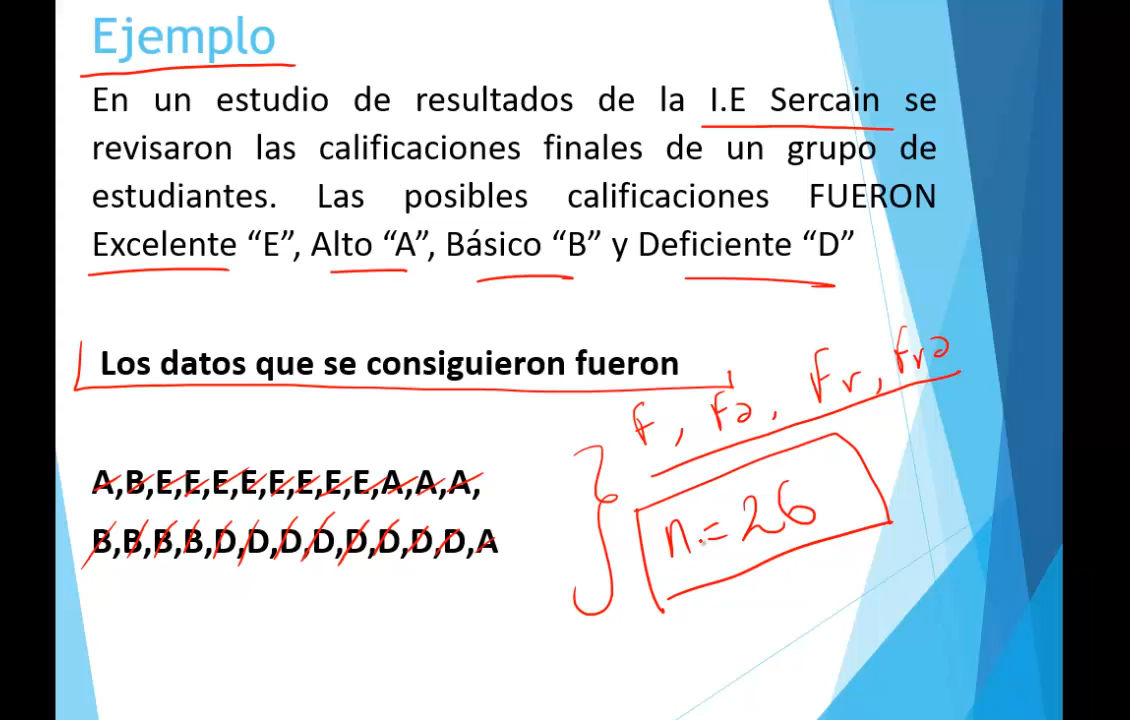 Ejemplo
En un estudio de resultados de la I.E Sercain se
revisaron las calificaciones finales de un grupo de
estudiantes. Las posibles calificaciones FUERON
Excelente “E”, Alto “A”, Básico “B” y Deficiente “D”
Los datos que se consiguieron fueron
f, Fa, Fr, Fra
A,B,E,E,E,E,E,E,E,E,A,A,A,
n = 26
B,B,B,B,D,D,D,D,D,D,D,D,A